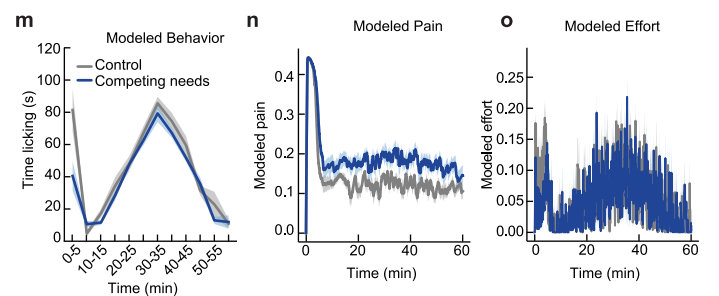 m
Modeled Behavior
Control
Competing needs
Time licking (s)
120
100
80
60
40
20
0
0-5
10-15
20-25
30-35
40-45
50-55
Time (min)
n
Modeled Pain
Modeled pain
0.4
0.3
0.2
0.1
0.0
0
20
40
60
Time (min)
o
Modeled Effort
Modeled effort
0.25
0.20
0.15
0.10
0.05
0.00
0
20
40
60
Time (min)